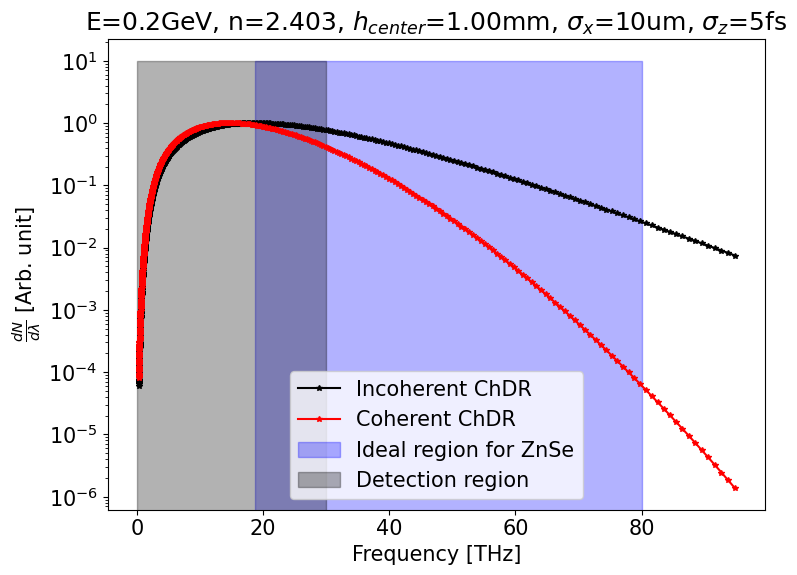 E=0.2GeV, n=2.403, h_center=1.00mm, σ_x=10um, σ_z=5fs
10^1
10^0
10^-1
10^-2
10^-3
10^-4
10^-5
10^-6
dN/dλ [Arb. unit]
Incoherent ChDR
Coherent ChDR
Ideal region for ZnSe
Detection region
0 20 40 60 80
Frequency [THz]